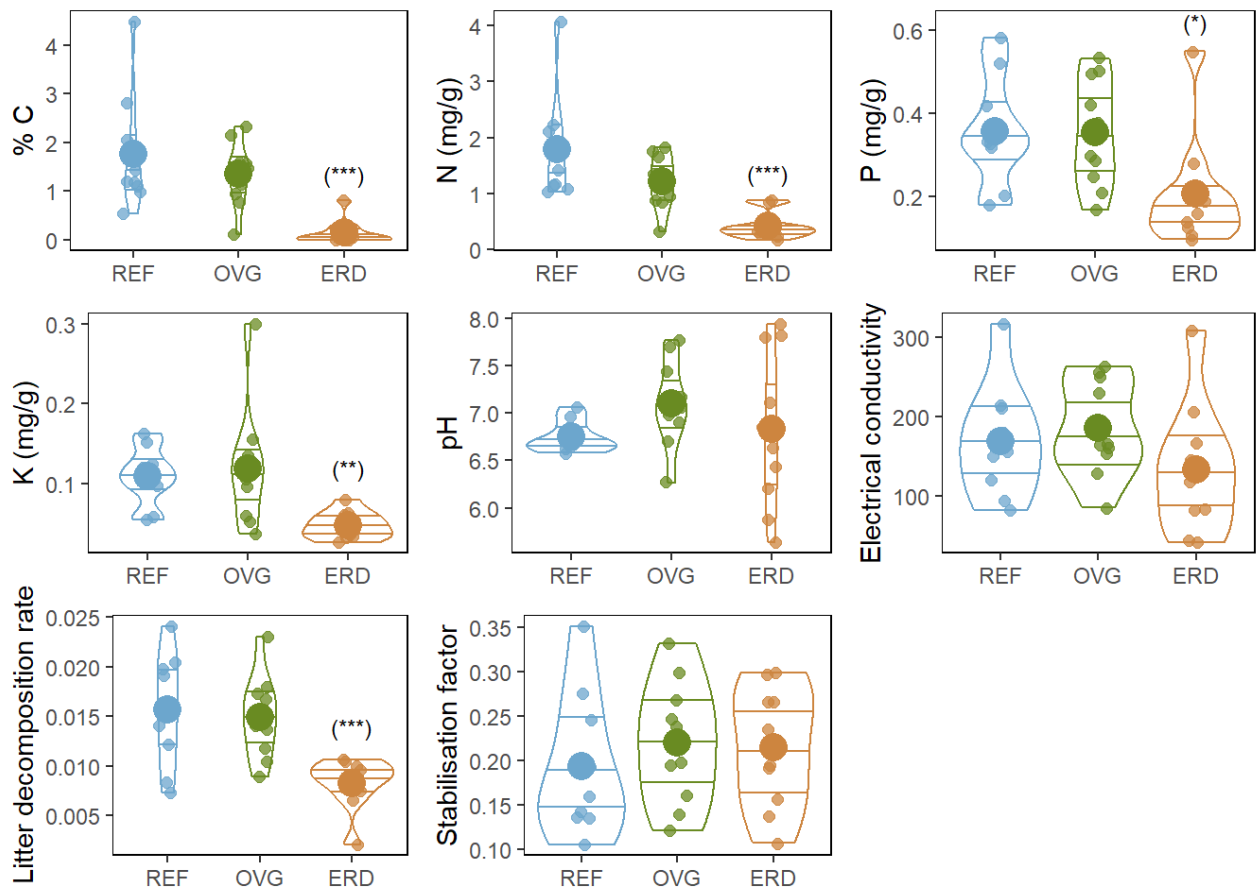 % C
4
3
2
1
0
(***)
REF OVG ERD
N (mg/g)
4
3
2
1
0
(***)
REF OVG ERD
P (mg/g)
0.6
0.4
0.2
(*)
REF OVG ERD
K (mg/g)
0.3
0.2
0.1
(**)
REF OVG ERD
pH
8.0
7.5
7.0
6.5
6.0
REF OVG ERD
Electrical conductivity
300
200
100
REF OVG ERD
Litter decomposition rate
0.025
0.020
0.015
0.010
0.005
(***)
REF OVG ERD
Stabilisation factor
0.35
0.30
0.25
0.20
0.15
0.10
REF OVG ERD